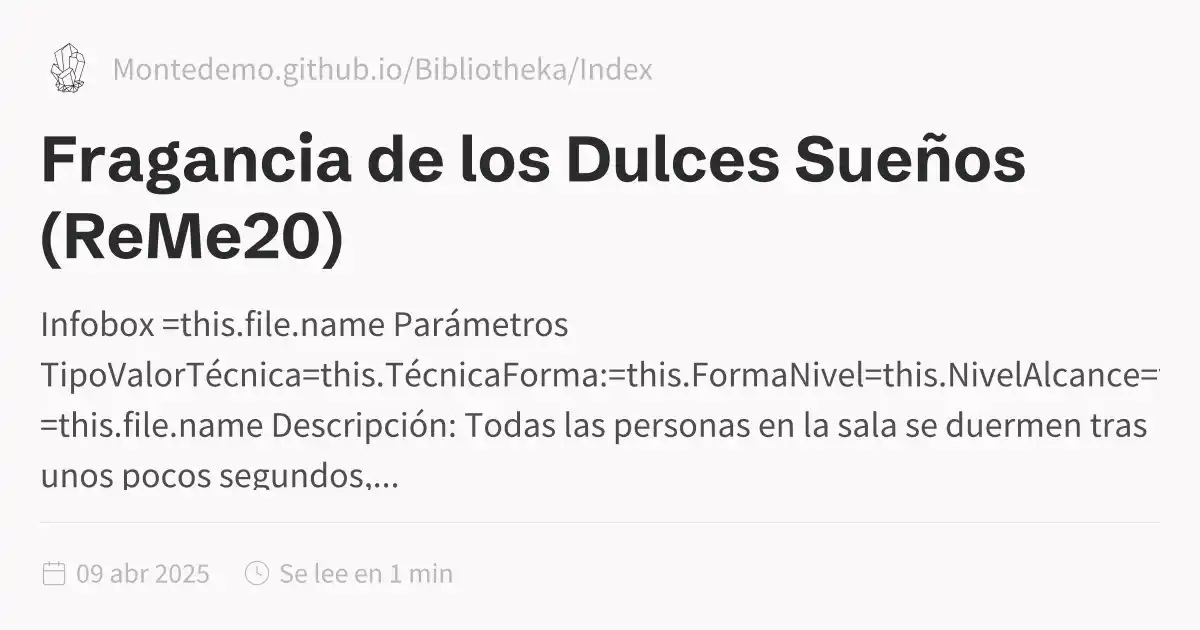 Montedemo.github.io/Bibliotheka/Index
Fragancia de los Dulces Sueños
(ReMe20)
Infobox =this.file.name Parámetros
TipoValorTécnica=this.TécnicaForma:=this.FormaNivel=this.NivelAlcance=
=this.file.name Descripción: Todas las personas en la sala se duermen tras
unos pocos segundos,...
09 abr 2025 Se lee en 1 min